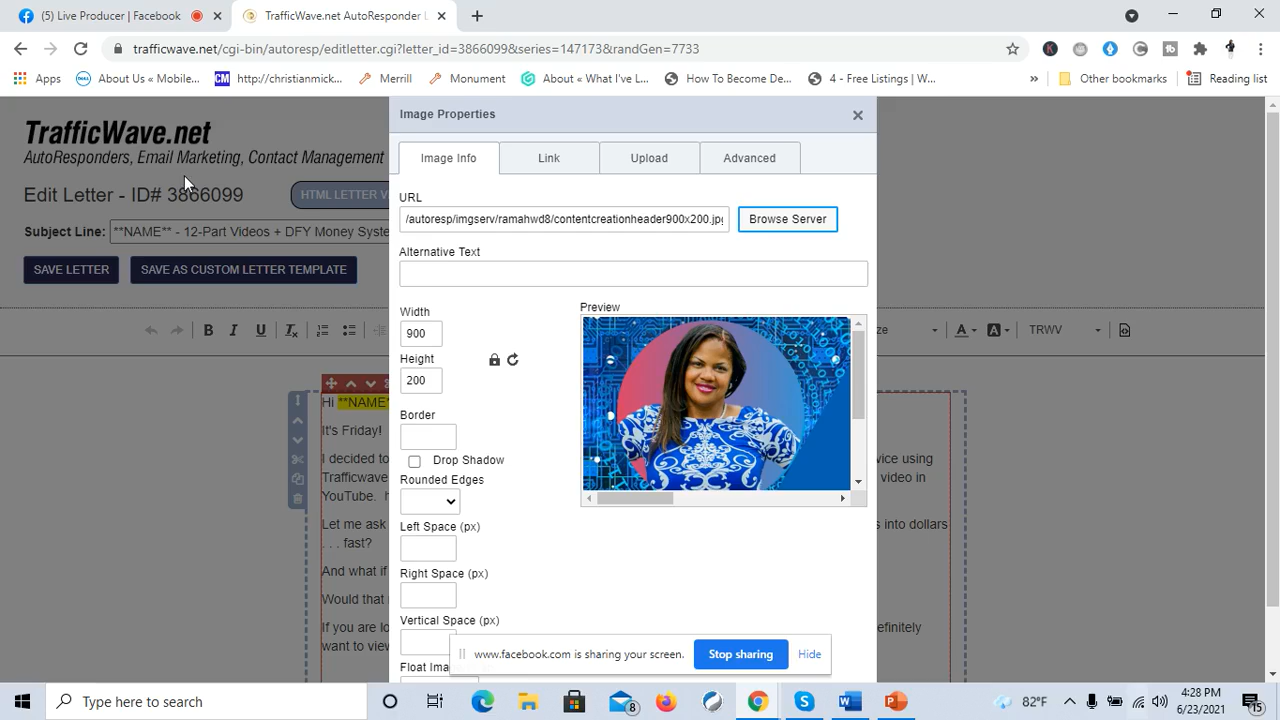 (5) Live Producer | Facebook
TrafficWave.net AutoResponder L
trafficwave.net/cgi-bin/autoresp/editletter.cgi?letter_id=3866099&series=147173&randGen=7733
Apps
About Us « Mobile...
http://christianmick...
Merrill
Monument
About « What I've L...
How To Become De...
4 - Free Listings | W...
»
Other bookmarks
Reading list
TrafficWave.net
AutoResponders, Email Marketing, Contact Management
Edit Letter - ID# 3866099
HTML LETTER V
Subject Line: **NAME** - 12-Part Videos + DFY Money Syste
SAVE LETTER
SAVE AS CUSTOM LETTER TEMPLATE
Image Properties
Image Info
Link
Upload
Advanced
URL
/autoresp/imgserv/ramahwd8/contentcreationheader900x200.jpg
Browse Server
Alternative Text
Width
900
Height
200
Border
Drop Shadow
Rounded Edges
Left Space (px)
Right Space (px)
Vertical Space (px)
Float Ima
Preview
B I U
ze
A
A
TRWV
Hi **NAME*
It's Friday!
I decided to
vice using
Trafficwave
video in
YouTube.
Let me ask
s into dollars
. . . fast?
And what if
Would that
If you are lo
efinitely
want to view
www.facebook.com is sharing your screen.
Stop sharing
Hide
Type here to search
8
82°F
4:28 PM
6/23/2021
15